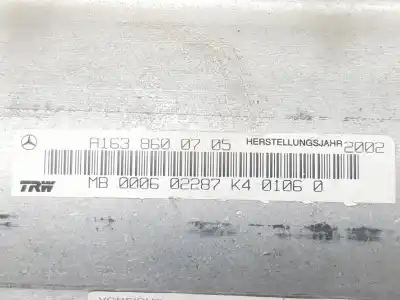 A163 860 07 05 HERSTELLUNGSJAHR 2002
TRW MB 0006 02287 K4 0106 0